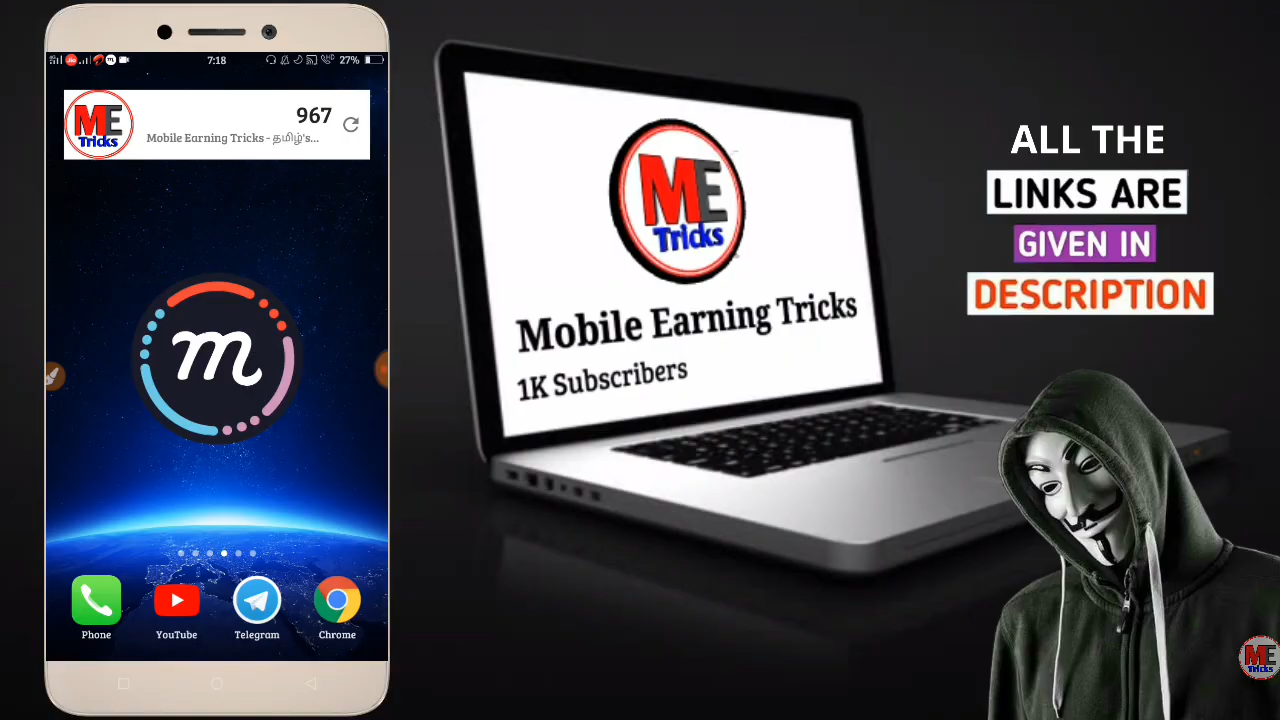 7:18
27%
ME
Tricks
967
Mobile Earning Tricks - தமிழ்'s...
m
Phone
YouTube
Telegram
Chrome
ME
Tricks
Mobile Earning Tricks
1K Subscribers
ALL THE
LINKS ARE
GIVEN IN
DESCRIPTION
ME
Tricks